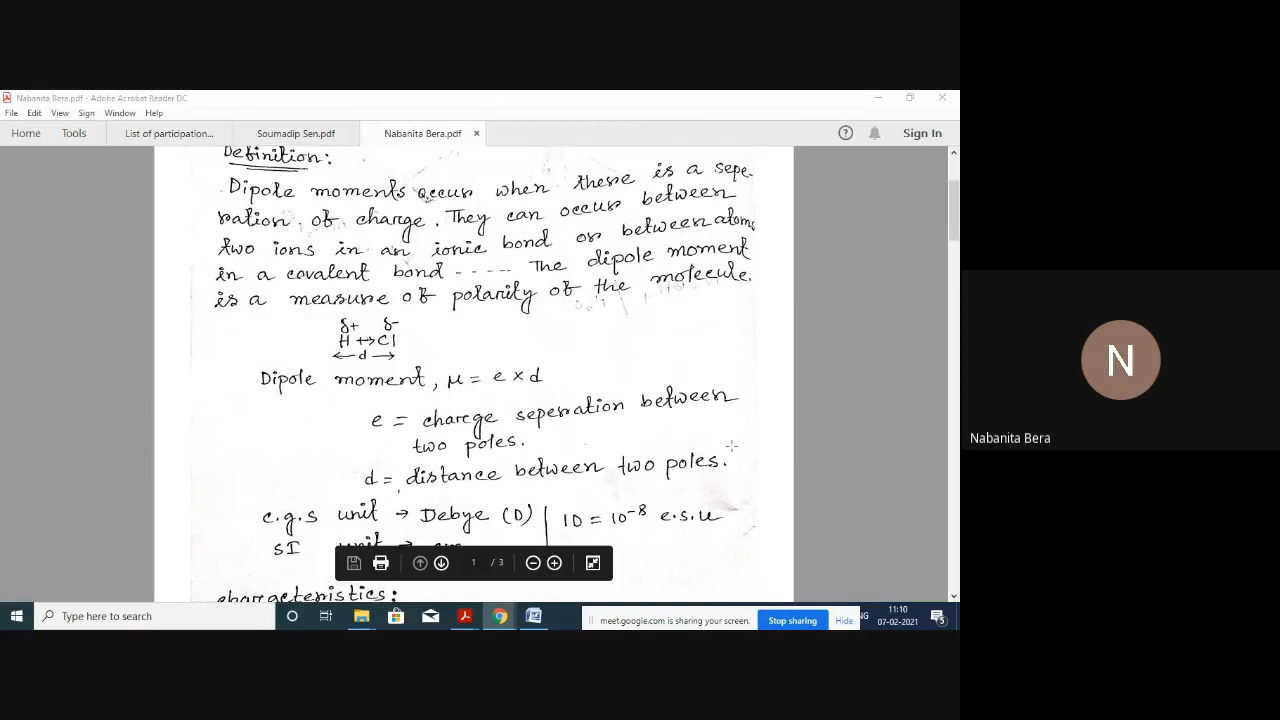 Nabanita Bera.pdf - Adobe Acrobat Reader DC
File Edit View Sign Window Help
Home Tools List of participation... Soumadip Sen.pdf Nabanita Bera.pdf × Sign In
Definition:
Dipole moments occur when there is a sepe-
ration of charge. They can occur between
two ions in an ionic bond or between atoms
in a covalent bond ----- The dipole moment
is a measure of polarity of the molecule.
δ+ δ-
H ↔ Cl
← d →
Dipole moment, μ = e × d
e = charge seperration between
two poles.
d = distance between two poles.
c.g.s unit → Debye (D) | 1D = 10⁻⁸ e.s.u
SI unit → cm
1 / 3
characteristics:
Type here to search
meet.google.com is sharing your screen. Stop sharing Hide
NG 11:10
07-02-2021
5
N
Nabanita Bera